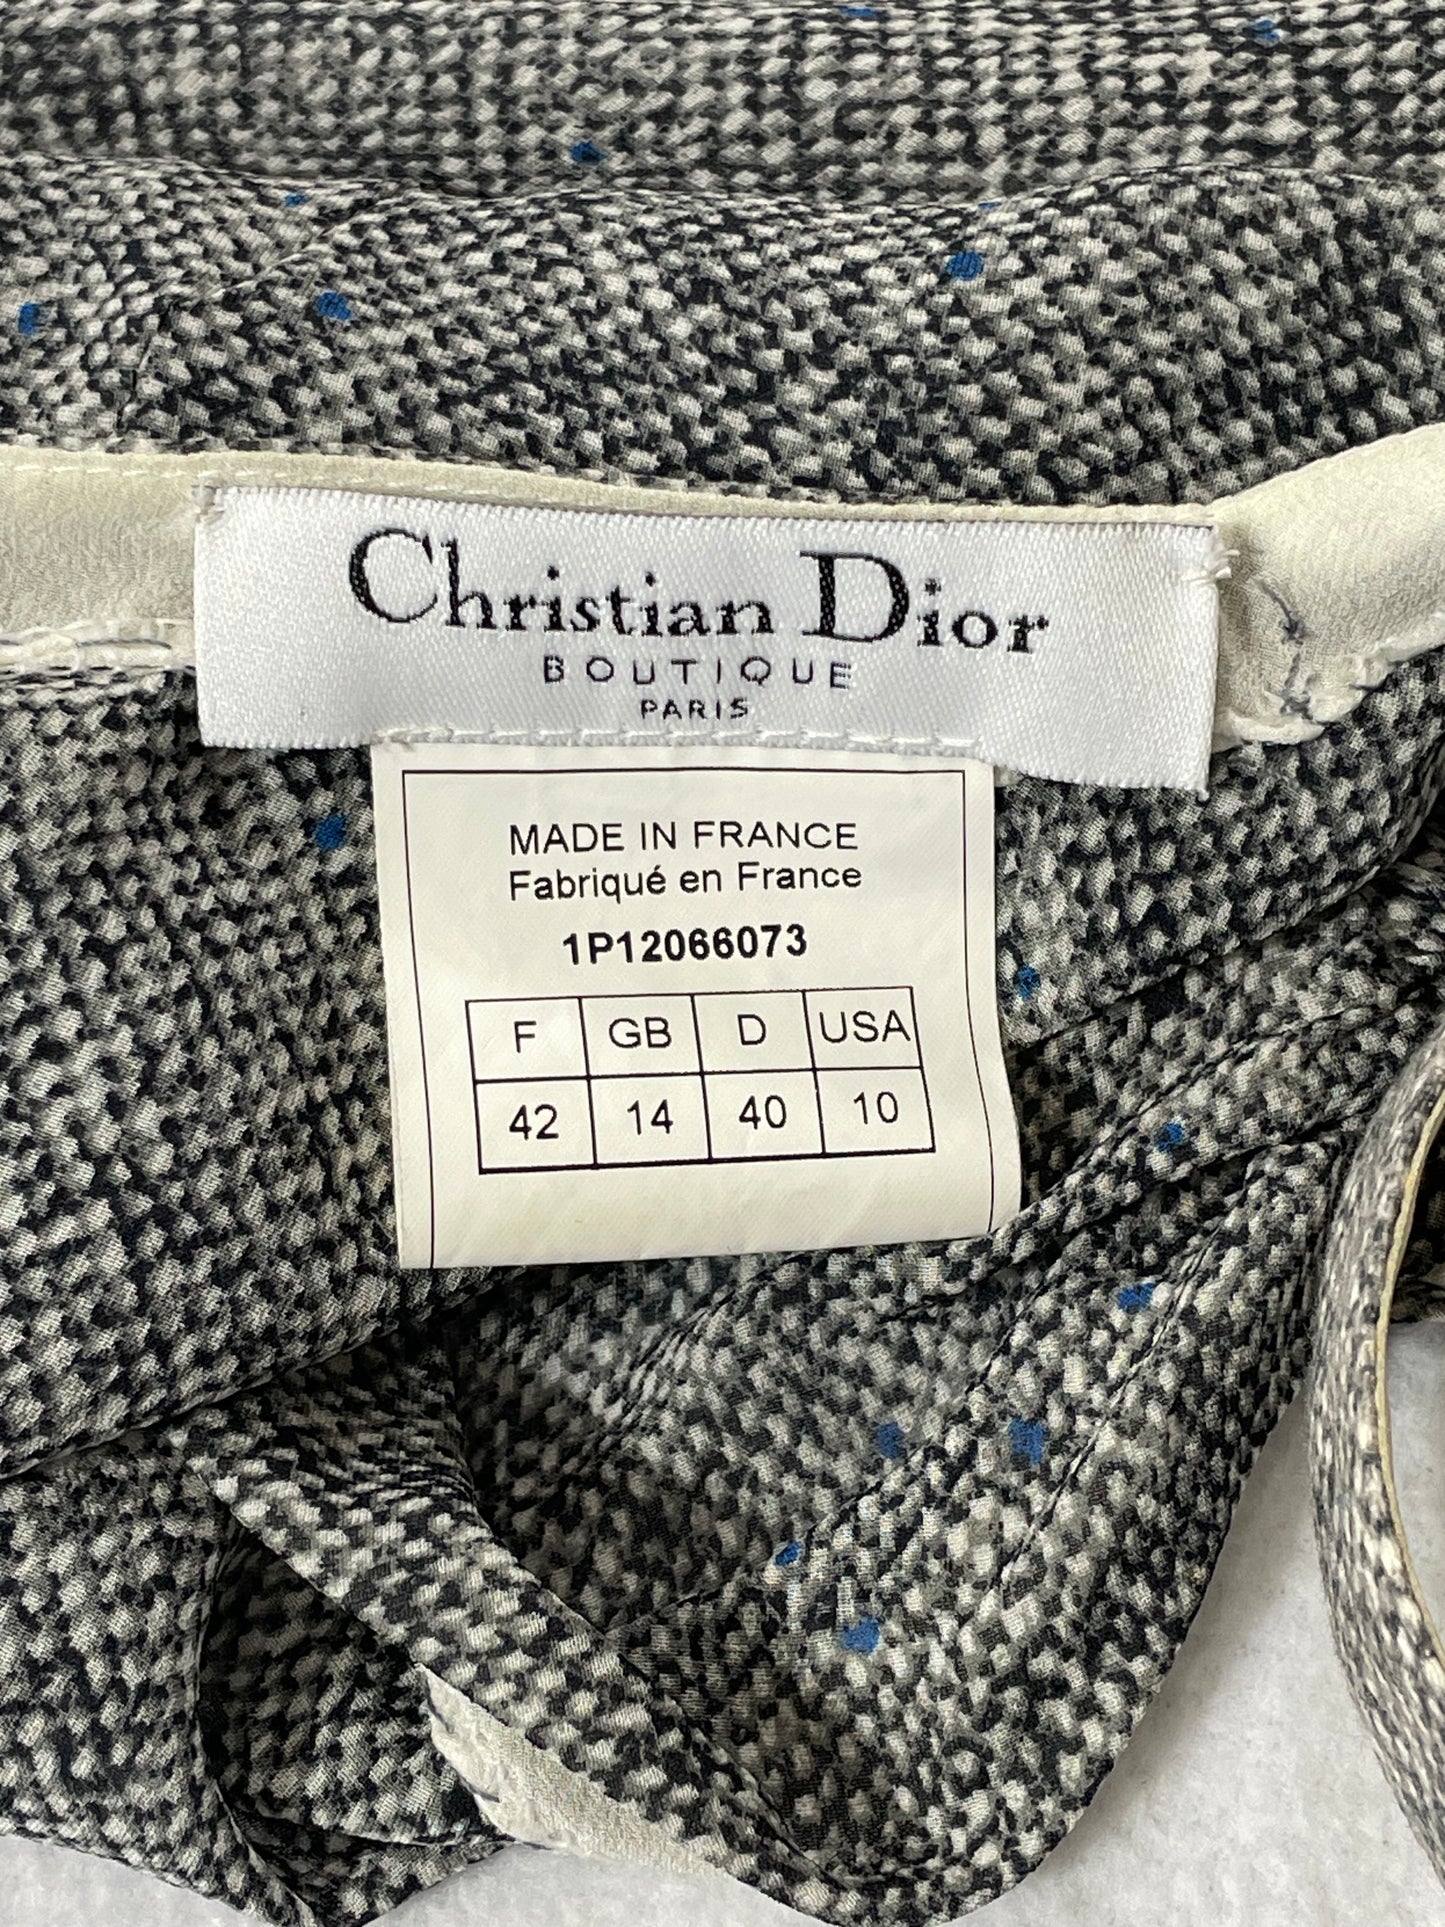 Christian Dior
BOUTIQUE
PARIS
MADE IN FRANCE
Fabriqué en France
1P12066073
F GB D USA
42 14 40 10